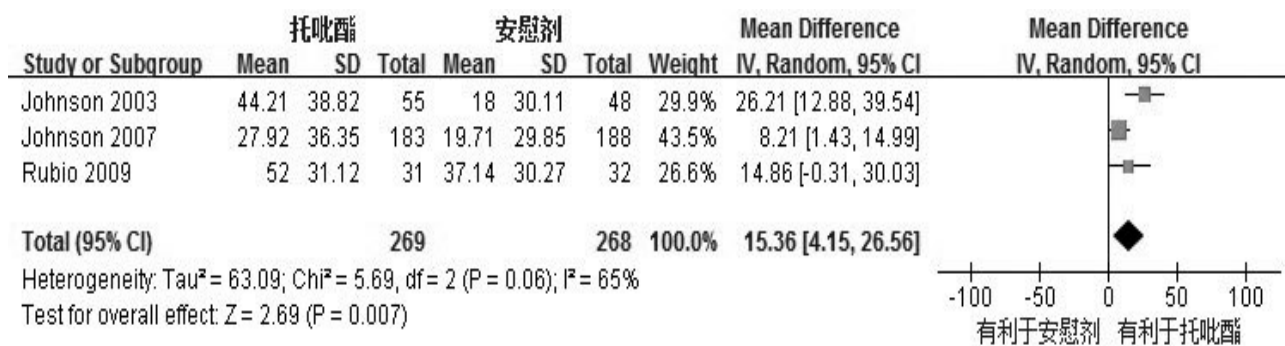 托吡酯 安慰剂 Mean Difference Mean Difference
Study or Subgroup Mean SD Total Mean SD Total Weight IV, Random, 95% CI IV, Random, 95% CI
Johnson 2003 44.21 38.82 55 18 30.11 48 29.9% 26.21 [12.88, 39.54]
Johnson 2007 27.92 36.35 183 19.71 29.85 188 43.5% 8.21 [1.43, 14.99]
Rubio 2009 52 31.12 31 37.14 30.27 32 26.6% 14.86 [-0.31, 30.03]
Total (95% CI) 269 268 100.0% 15.36 [4.15, 26.56]
Heterogeneity: Tau² = 63.09; Chi² = 5.69, df = 2 (P = 0.06); I² = 65%
Test for overall effect: Z = 2.69 (P = 0.007)
-100 -50 0 50 100
有利于安慰剂 有利于托吡酯